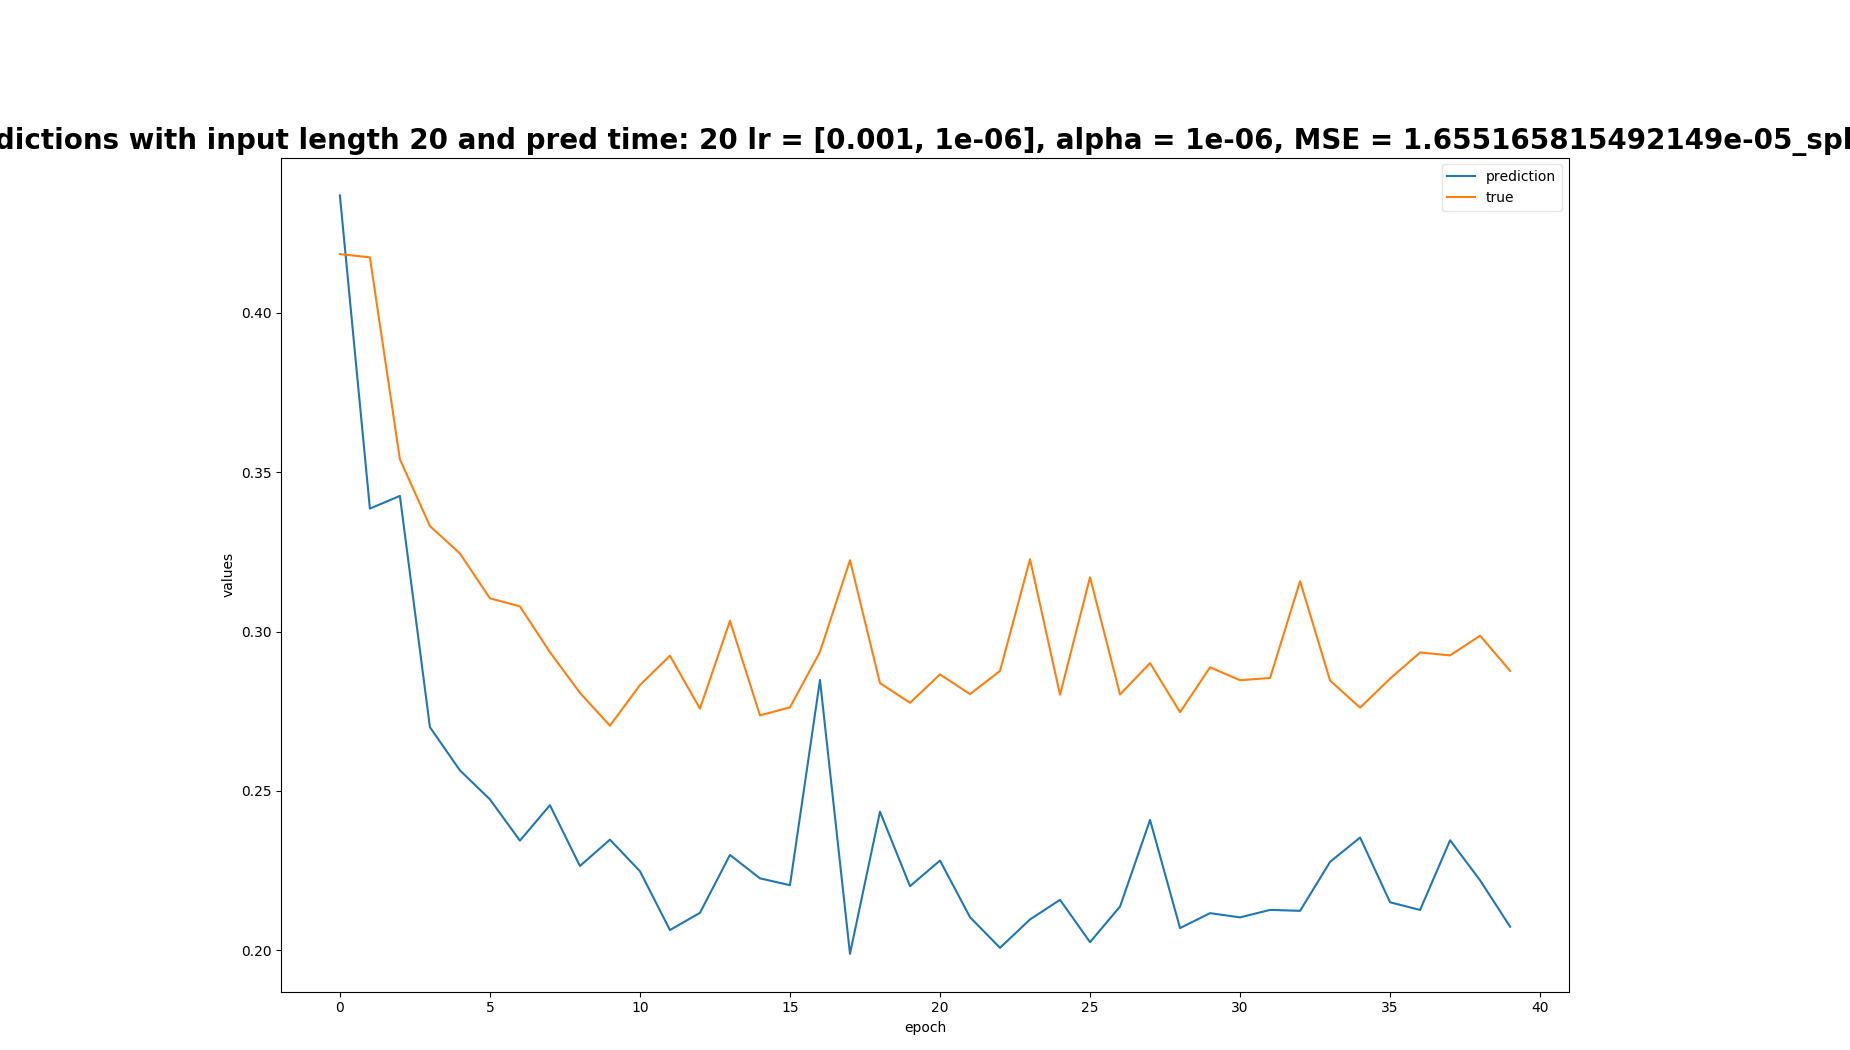 dictions with input length 20 and pred time: 20 lr = [0.001, 1e-06], alpha = 1e-06, MSE = 1.655165815492149e-05_spl
prediction
true
0.40
0.35
0.30
0.25
0.20
values
0 5 10 15 20 25 30 35 40
epoch